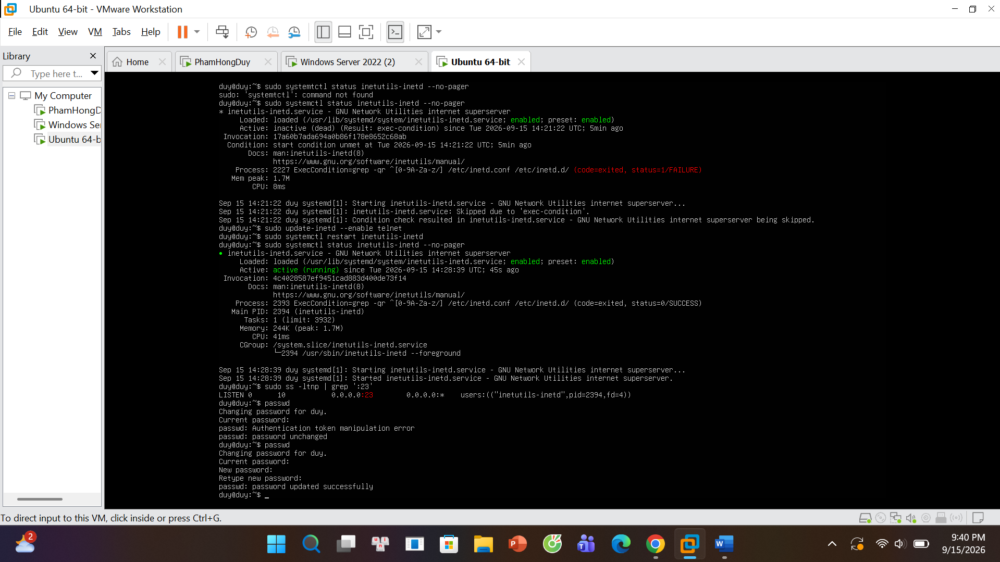 Ubuntu 64-bit - VMware Workstation
File Edit View VM Tabs Help
Library
Type here t...
My Computer
PhamHongD
Windows Ser
Ubuntu 64-b
Home
PhamHongDuy
Windows Server 2022 (2)
Ubuntu 64-bit
duy@duy:~$ sudo systemtctl status inetutils-inetd --no-pager
sudo: 'systemtctl': command not found
duy@duy:~$ sudo systemctl status inetutils-inetd --no-pager
* inetutils-inetd.service - GNU Network Utilities internet superserver
Loaded: loaded (/usr/lib/systemd/system/inetutils-inetd.service; enabled; preset: enabled)
Active: inactive (dead) (Result: exec-condition) since Tue 2026-09-15 14:21:22 UTC; 5min ago
Invocation: 17a60b7ada694a0b86f178e8652c68ab
Condition: start condition unmet at Tue 2026-09-15 14:21:22 UTC; 5min ago
Docs: man:inetutils-inetd(8)
https://www.gnu.org/software/inetutils/manual/
Process: 2227 ExecCondition=grep -qr ^[0-9A-Za-z/] /etc/inetd.conf /etc/inetd.d/ (code=exited, status=1/FAILURE)
Mem peak: 1.7M
CPU: 8ms
Sep 15 14:21:22 duy systemd[1]: Starting inetutils-inetd.service - GNU Network Utilities internet superserver...
Sep 15 14:21:22 duy systemd[1]: inetutils-inetd.service: Skipped due to 'exec-condition'.
Sep 15 14:21:22 duy systemd[1]: Condition check resulted in inetutils-inetd.service - GNU Network Utilities internet superserver being skipped.
duy@duy:~$ sudo update-inetd --enable telnet
duy@duy:~$ sudo systemctl restart inetutils-inetd
duy@duy:~$ sudo systemctl status inetutils-inetd --no-pager
● inetutils-inetd.service - GNU Network Utilities internet superserver
Loaded: loaded (/usr/lib/systemd/system/inetutils-inetd.service; enabled; preset: enabled)
Active: active (running) since Tue 2026-09-15 14:28:39 UTC; 45s ago
Invocation: 4c4028587ef9451cad883d400de73f14
Docs: man:inetutils-inetd(8)
https://www.gnu.org/software/inetutils/manual/
Process: 2393 ExecCondition=grep -qr ^[0-9A-Za-z/] /etc/inetd.conf /etc/inetd.d/ (code=exited, status=0/SUCCESS)
Main PID: 2394 (inetutils-inetd)
Tasks: 1 (limit: 3932)
Memory: 244K (peak: 1.7M)
CPU: 41ms
CGroup: /system.slice/inetutils-inetd.service
└─2394 /usr/sbin/inetutils-inetd --foreground
Sep 15 14:28:39 duy systemd[1]: Starting inetutils-inetd.service - GNU Network Utilities internet superserver...
Sep 15 14:28:39 duy systemd[1]: Started inetutils-inetd.service - GNU Network Utilities internet superserver.
duy@duy:~$ sudo ss -ltnp | grep ':23'
LISTEN 0 10 0.0.0.0:23 0.0.0.0:* users:(("inetutils-inetd",pid=2394,fd=4))
duy@duy:~$ passwd
Changing password for duy.
Current password:
passwd: Authentication token manipulation error
passwd: password unchanged
duy@duy:~$ passwd
Changing password for duy.
Current password:
New password:
Retype new password:
passwd: password updated successfully
duy@duy:~$ _
To direct input to this VM, click inside or press Ctrl+G.
2
9:40 PM
9/15/2026